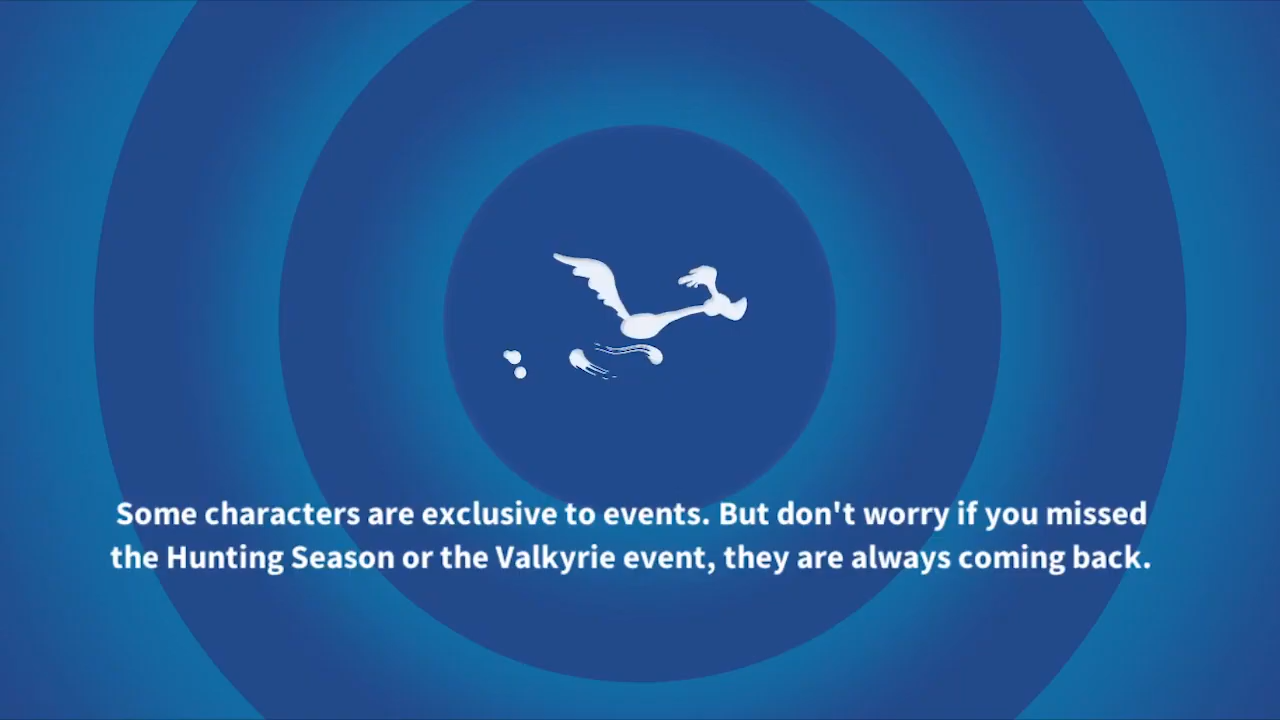 Some characters are exclusive to events. But don't worry if you missed
the Hunting Season or the Valkyrie event, they are always coming back.